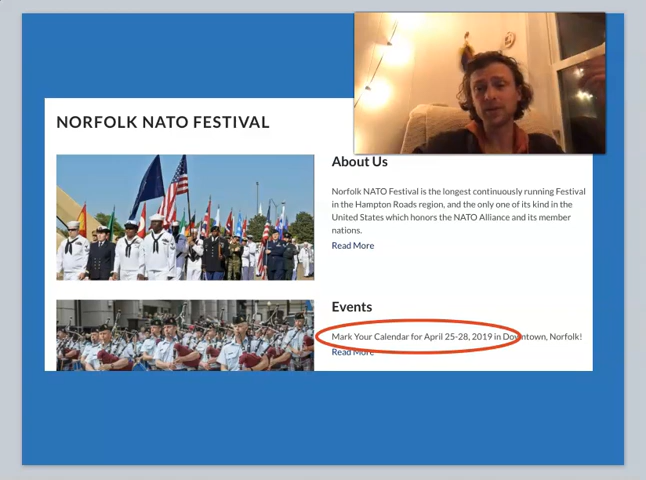 NORFOLK NATO FESTIVAL
About Us
Norfolk NATO Festival is the longest continuously running Festival
in the Hampton Roads region, and the only one of its kind in the
United States which honors the NATO Alliance and its member
nations.
Read More
Events
Mark Your Calendar for April 25-28, 2019 in Downtown, Norfolk!
Read More